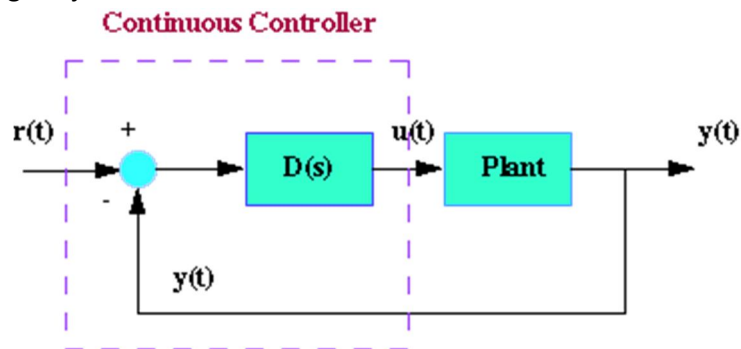 Continuous Controller
r(t)
+
-
D(s)
u(t)
Plant
y(t)
y(t)